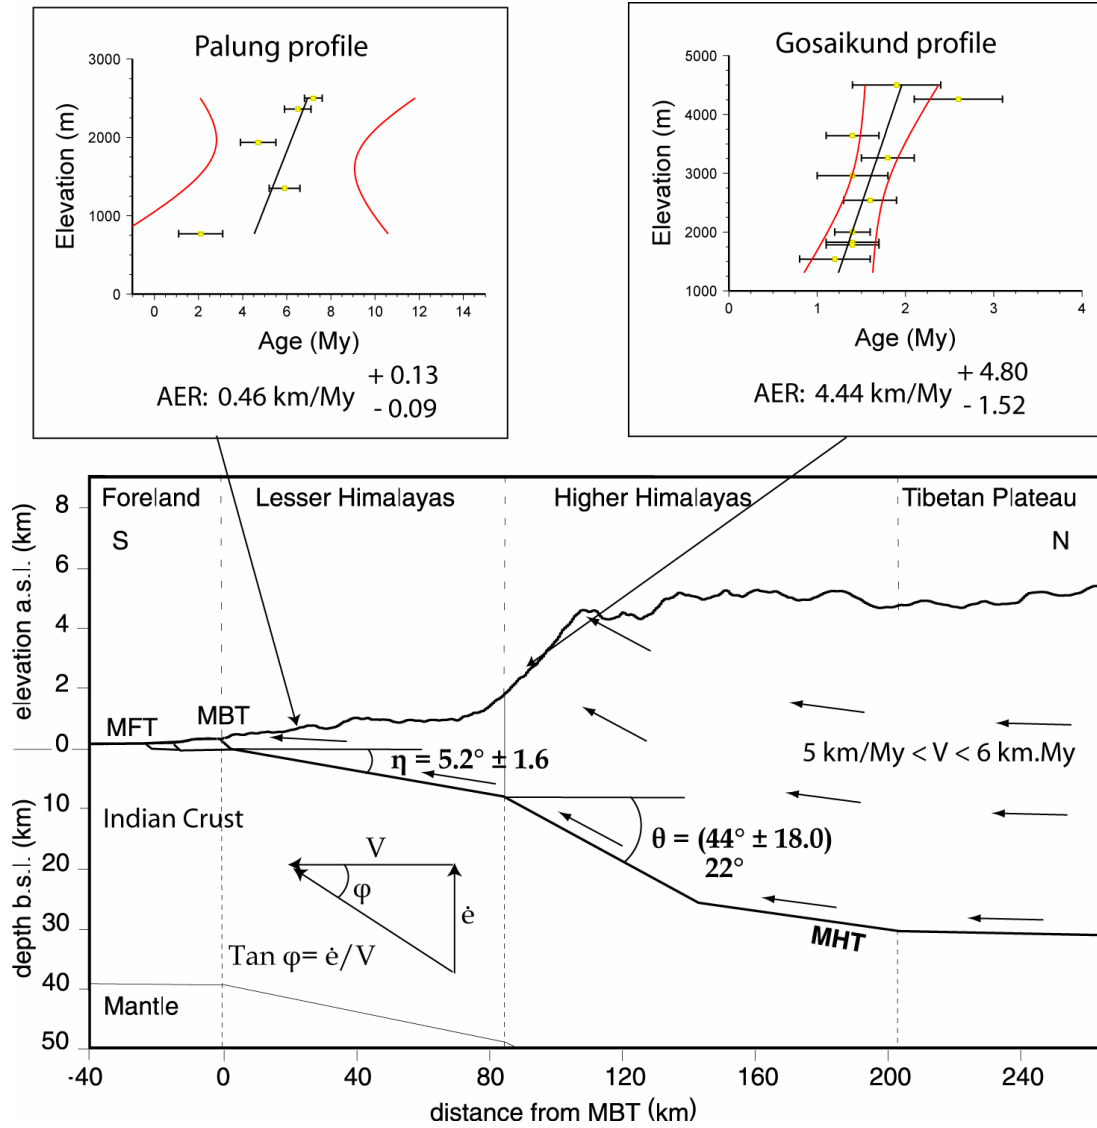 Palung profile
3000
2000
1000
0
Elevation (m)
0 2 4 6 8 10 12 14
Age (My)
AER: 0.46 km/My + 0.13 - 0.09
Gosaikund profile
5000
4000
3000
2000
1000
Elevation (m)
0 1 2 3 4
Age (My)
AER: 4.44 km/My + 4.80 - 1.52
Foreland Lesser Himalayas Higher Himalayas Tibetan Plateau
S N
8
6
4
2
0
elevation a.s.l. (km)
MFT MBT
η = 5.2° ± 1.6
5 km/My < V < 6 km.My
10
20
30
40
50
depth b.s.l. (km)
Indian Crust
θ = (44° ± 18.0)
22°
V
φ
ė
Tan φ= ė/V
MHT
Mantle
-40 0 40 80 120 160 200 240
distance from MBT (km)